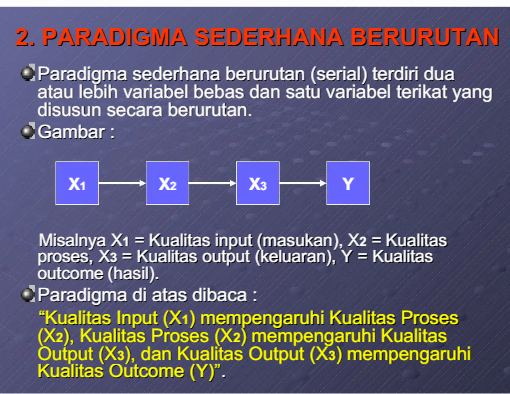 2. PARADIGMA SEDERHANA BERURUTAN
Paradigma sederhana berurutan (serial) terdiri dua
atau lebih variabel bebas dan satu variabel terikat yang
disusun secara berurutan.
Gambar :
X1 X2 X3 Y
Misalnya X1 = Kualitas input (masukan), X2 = Kualitas
proses, X3 = Kualitas output (keluaran), Y = Kualitas
outcome (hasil).
Paradigma di atas dibaca :
“Kualitas Input (X1) mempengaruhi Kualitas Proses
(X2), Kualitas Proses (X2) mempengaruhi Kualitas
Output (X3), dan Kualitas Output (X3) mempengaruhi
Kualitas Outcome (Y)”.